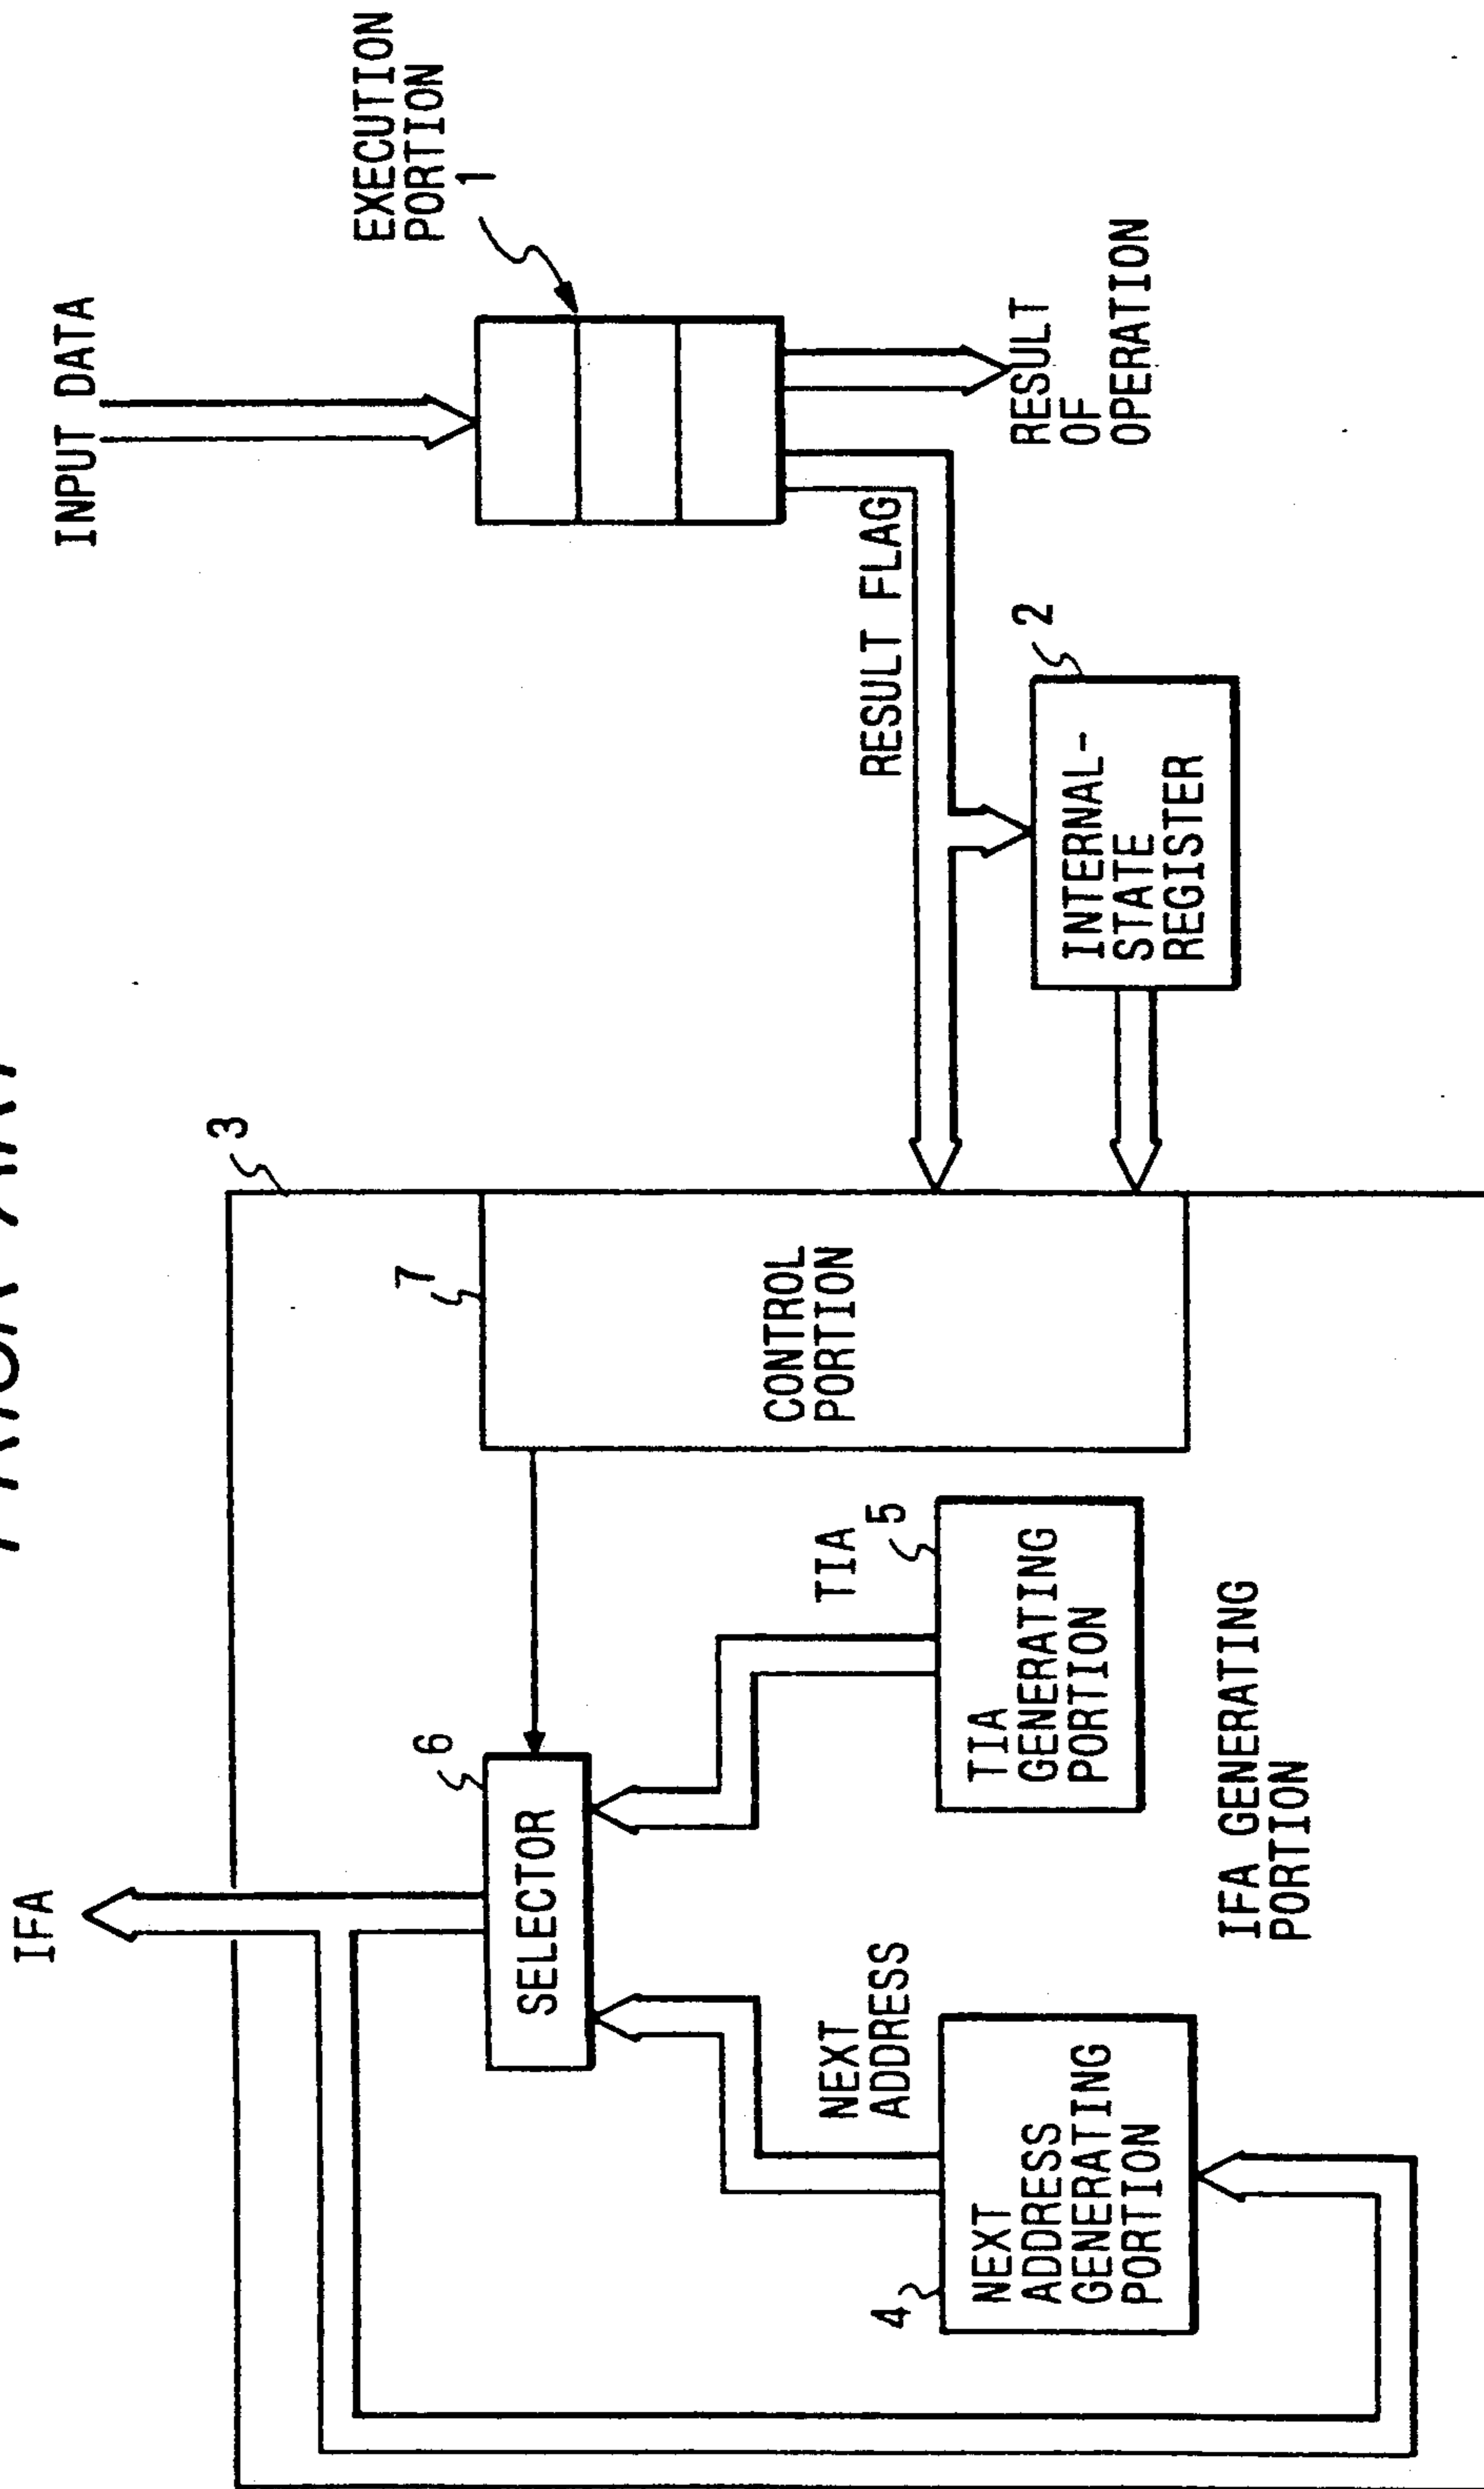 PRIOR ART
IFA
INPUT DATA
3
EXECUTION
PORTION
1
7
6
SELECTOR
CONTROL
PORTION
RESULT FLAG
RESULT
OF
OPERATION
NEXT
ADDRESS
TIA
5
2
4
NEXT
ADDRESS
GENERATING
PORTION
TIA
GENERATING
PORTION
INTERNAL-
STATE
REGISTER
IFA GENERATING
PORTION